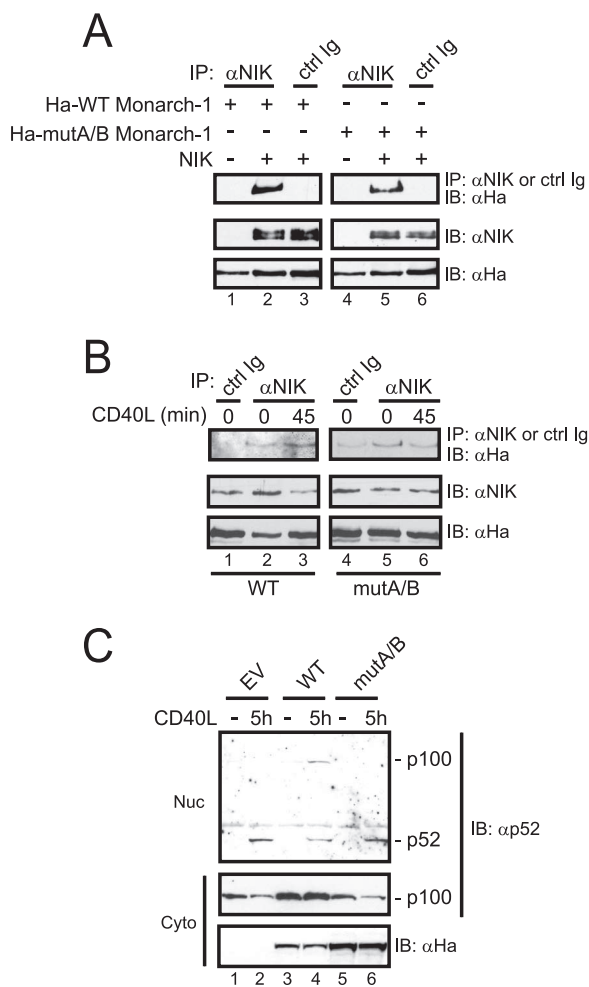 A
IP: αNIK ctrl Ig αNIK ctrl Ig
Ha-WT Monarch-1 + + + - - -
Ha-mutA/B Monarch-1 - - - + + +
NIK - + + - + +
IP: αNIK or ctrl Ig
IB: αHa
IB: αNIK
IB: αHa
1 2 3 4 5 6
B
IP: ctrl Ig αNIK ctrl Ig αNIK
CD40L (min) 0 0 45 0 0 45
IP: αNIK or ctrl Ig
IB: αHa
IB: αNIK
IB: αHa
1 2 3 4 5 6
WT mutA/B
C
EV WT mutA/B
CD40L - 5h - 5h - 5h
- p100
Nuc
IB: αp52
- p52
- p100
Cyto
IB: αHa
1 2 3 4 5 6